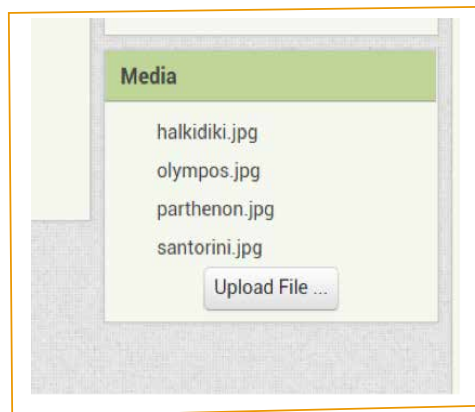 Media
halkidiki.jpg
olympos.jpg
parthenon.jpg
santorini.jpg
Upload File ...